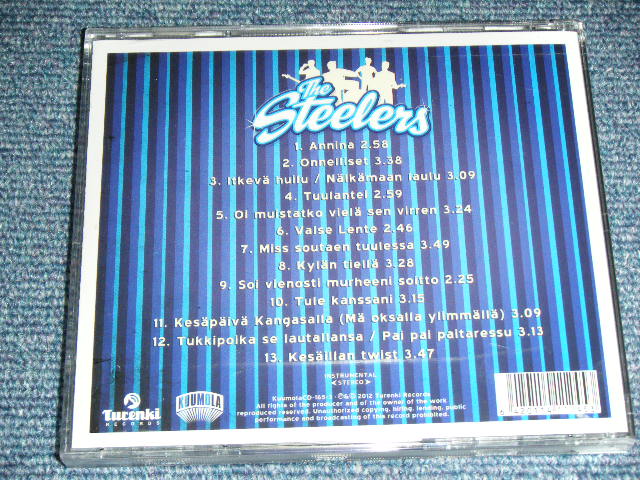 The
Steelers
1. Annina 2.58
2. Onnelliset 3.38
3. Itkevä huilu / Näikämään laulu 3.09
4. Tuulantei 2.59
5. Oi muistatko vielä sen virren 3.24
6. Valse Lente 2.46
7. Miss soutaen tuulessa 3.49
8. Kylän tiellä 3.28
9. Soi vienosti murheeni soitto 2.25
10. Tule kanssani 3.15
11. Kesäpäivä Kangasalla (Mä oksalla ylimmällä) 3.09
12. Tukkipoika se lautallansa / Pai pai paitaressu 3.13
13. Kesäillan twist 3.47
INSTRUMENTAL
STEREO
KuumolaCD-165-3 · ℗&© 2012 Turenki Records
All rights of the producer and of the owner of the work
reproduced reserved. Unauthorized copying, hiring, lending, public
performance and broadcasting of this record prohibited.
Turenki
RECORDS
KUUMOLA